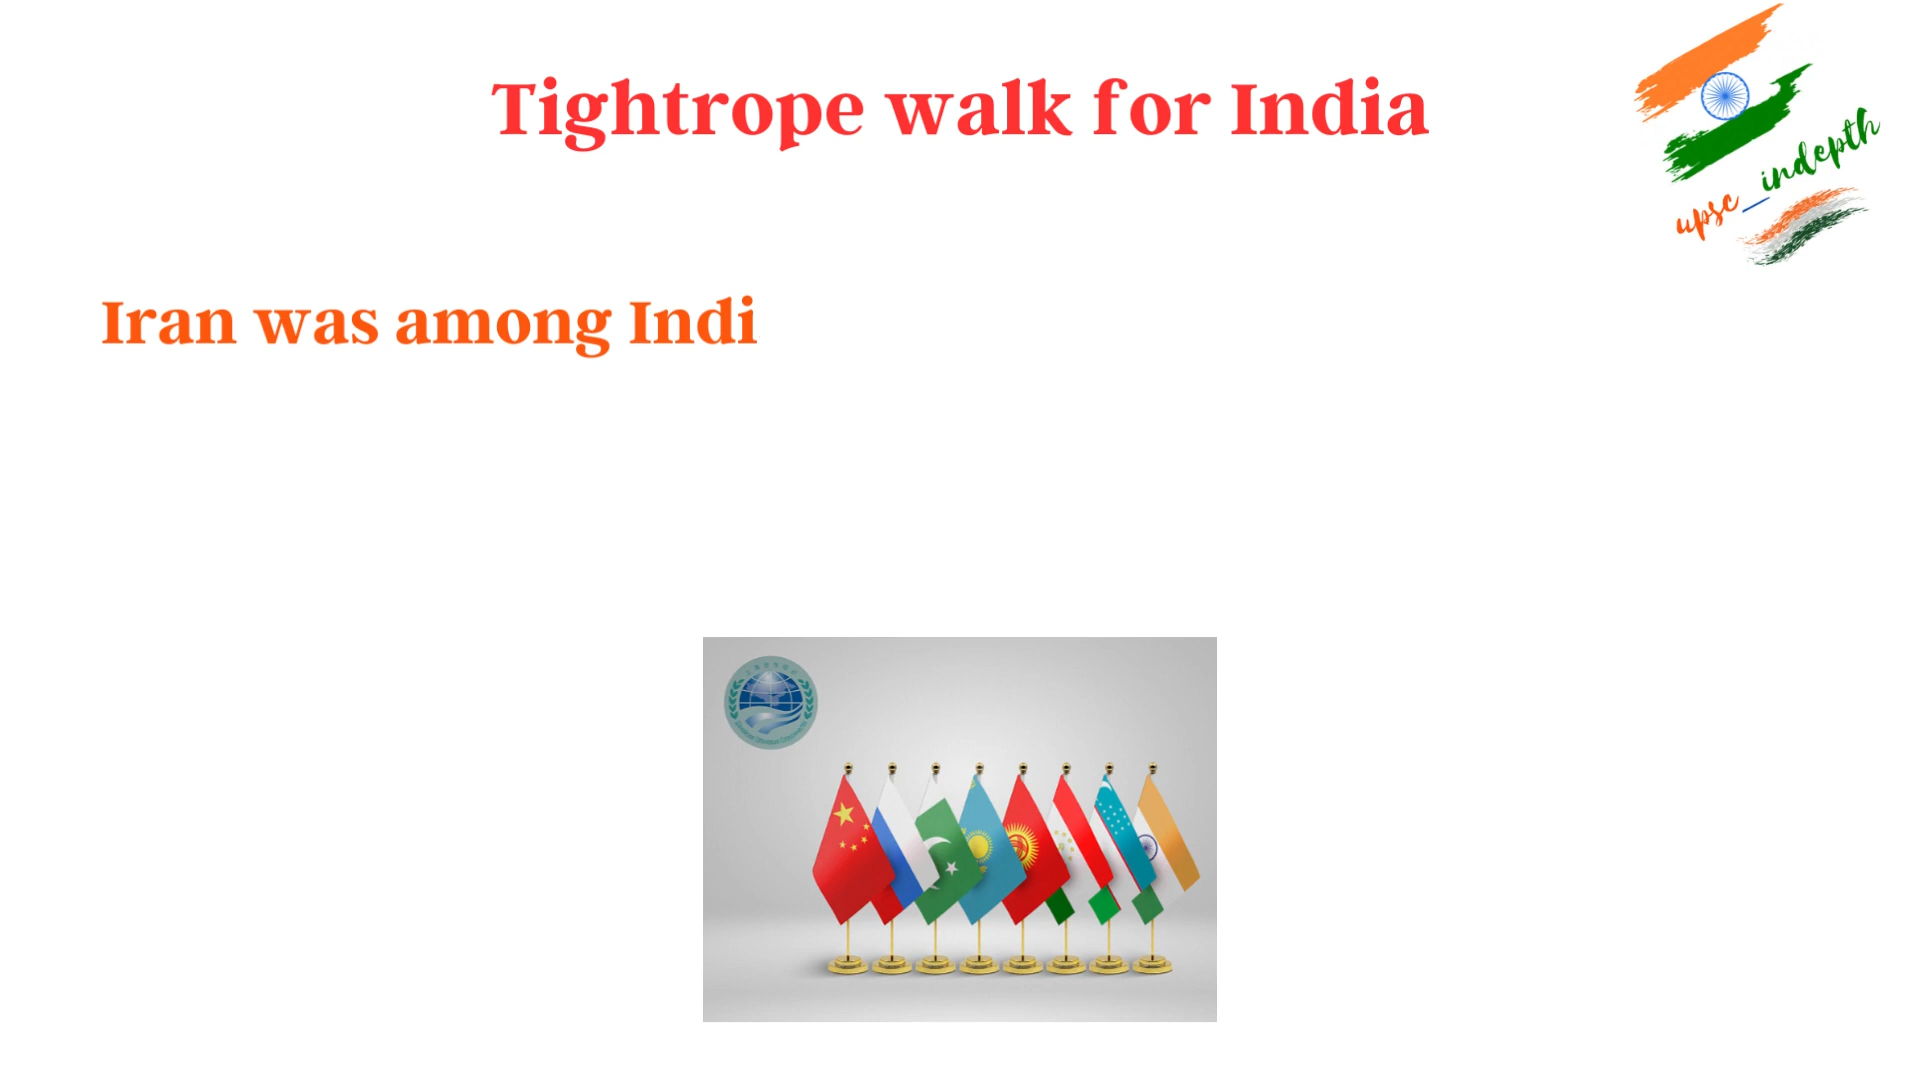 Tightrope walk for India
upsc_indepth
Iran was among Indi